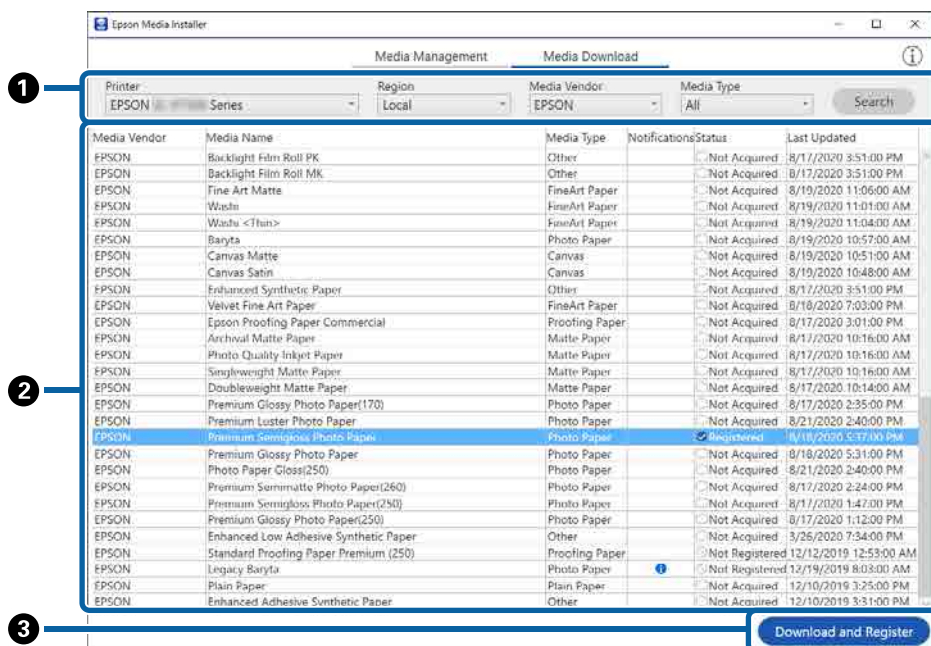 Epson Media Installer
Media Management Media Download
1
Printer Region Media Vendor Media Type
EPSON Series Local EPSON All Search
Media Vendor Media Name Media Type Notifications Status Last Updated
EPSON Backlight Film Roll PK Other Not Acquired 8/17/2020 3:51:00 PM
EPSON Backlight Film Roll MK Other Not Acquired 8/17/2020 3:51:00 PM
EPSON Fine Art Matte FineArt Paper Not Acquired 8/19/2020 11:06:00 AM
EPSON Washi FineArt Paper Not Acquired 8/19/2020 11:01:00 AM
EPSON Washi <Thin> FineArt Paper Not Acquired 8/19/2020 11:04:00 AM
EPSON Baryta Photo Paper Not Acquired 8/19/2020 10:57:00 AM
EPSON Canvas Matte Canvas Not Acquired 8/19/2020 10:51:00 AM
EPSON Canvas Satin Canvas Not Acquired 8/19/2020 10:48:00 AM
EPSON Enhanced Synthetic Paper Other Not Acquired 8/17/2020 3:51:00 PM
EPSON Velvet Fine Art Paper FineArt Paper Not Acquired 8/18/2020 7:03:00 PM
EPSON Epson Proofing Paper Commercial Proofing Paper Not Acquired 8/17/2020 3:01:00 PM
EPSON Archival Matte Paper Matte Paper Not Acquired 8/17/2020 10:16:00 AM
EPSON Photo Quality Inkjet Paper Matte Paper Not Acquired 8/17/2020 10:16:00 AM
EPSON Singleweight Matte Paper Matte Paper Not Acquired 8/17/2020 10:16:00 AM
2
EPSON Doubleweight Matte Paper Matte Paper Not Acquired 8/17/2020 10:14:00 AM
EPSON Premium Glossy Photo Paper(170) Photo Paper Not Acquired 8/17/2020 2:35:00 PM
EPSON Premium Luster Photo Paper Photo Paper Not Acquired 8/21/2020 2:40:00 PM
EPSON Premium Semigloss Photo Paper Photo Paper Registered 8/18/2020 5:37:00 PM
EPSON Premium Glossy Photo Paper Photo Paper Not Acquired 8/18/2020 5:31:00 PM
EPSON Photo Paper Gloss(250) Photo Paper Not Acquired 8/21/2020 2:40:00 PM
EPSON Premium Semimatte Photo Paper(260) Photo Paper Not Acquired 8/17/2020 2:24:00 PM
EPSON Premium Semigloss Photo Paper(250) Photo Paper Not Acquired 8/17/2020 1:47:00 PM
EPSON Premium Glossy Photo Paper(250) Photo Paper Not Acquired 8/17/2020 1:12:00 PM
EPSON Enhanced Low Adhesive Synthetic Paper Other Not Acquired 3/26/2020 7:34:00 PM
EPSON Standard Proofing Paper Premium (250) Proofing Paper Not Registered 12/12/2019 12:53:00 AM
EPSON Legacy Baryta Photo Paper Not Registered 12/19/2019 8:03:00 AM
EPSON Plain Paper Plain Paper Not Acquired 12/10/2019 3:25:00 PM
EPSON Enhanced Adhesive Synthetic Paper Other Not Acquired 12/10/2019 3:31:00 PM
3
Download and Register